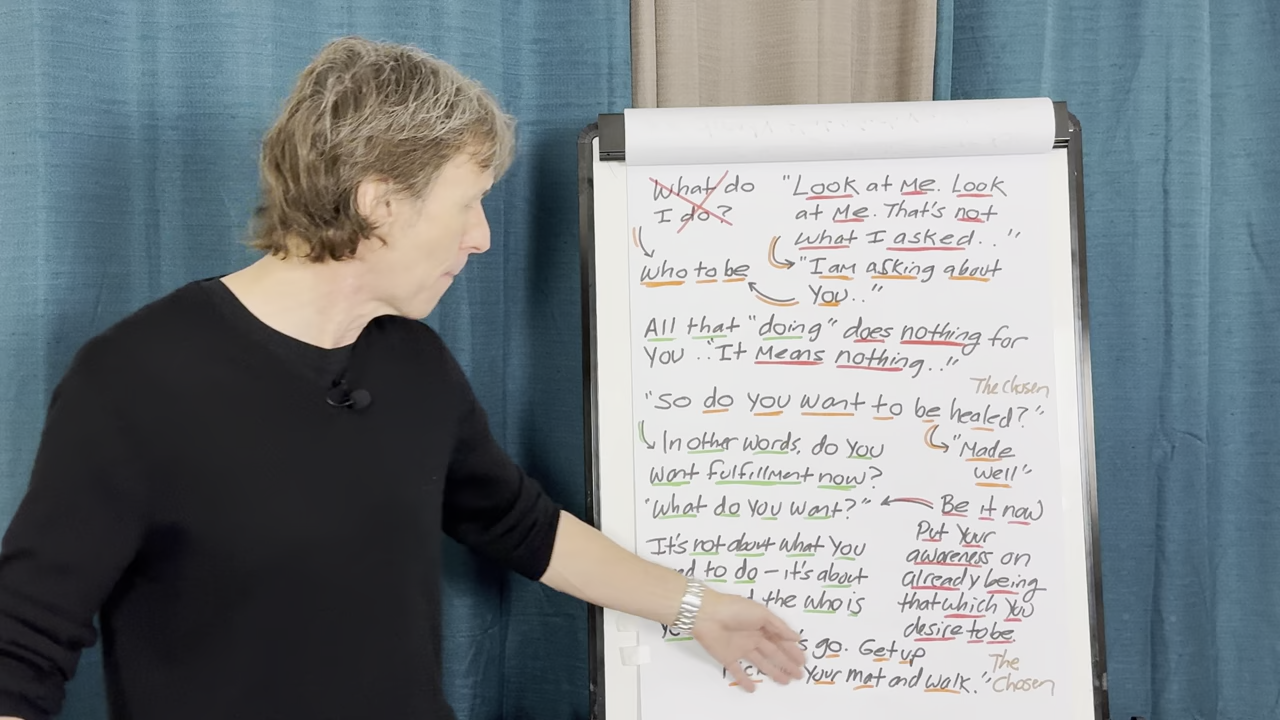 What do
I do?
who to be
"Look at Me. Look
at Me. That's not
what I asked.."
"I am asking about
You.."
All that "doing" does nothing for
You.."It Means nothing.."
The Chosen
"So do you want to be healed?"
In other words, do you
want fulfillment now?
"Made
well"
"What do you want?"
Be it now
Put Your
awareness on
already being
that which You
desire to be.
It's not about what You
to do - it's about
the who is
go. Get up
Your mat and walk."
The
Chosen